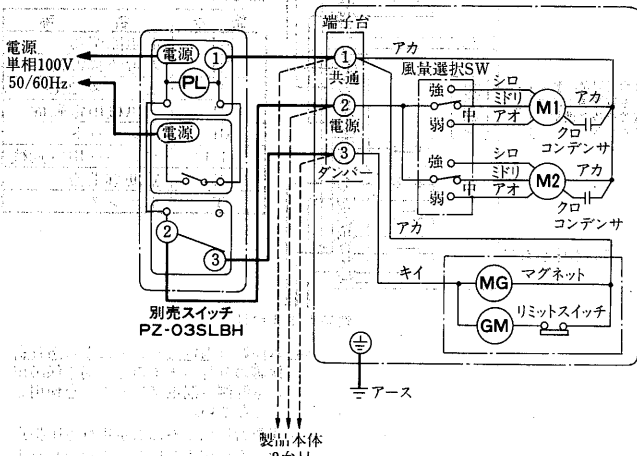 電源
単相100V
50/60Hz
電源
①
PL
電源
②
③
別売スイッチ
PZ-03SLBH
端子台
①
共通
②
電源
③
ダンパー
アカ
風量選択SW
強
シロ
ミドリ
中
アオ
弱
M1
アカ
クロ
コンデンサ
強
シロ
ミドリ
中
アオ
弱
M2
アカ
クロ
コンデンサ
アカ
キイ
MG
マグネット
GM
リミットスイッチ
アース
製品本体